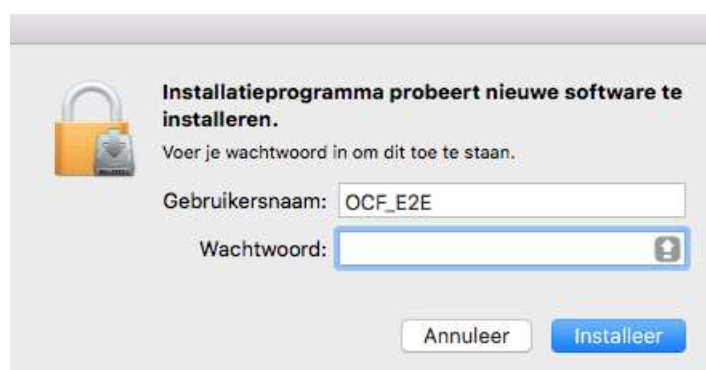 Installatieprogramma probeert nieuwe software te
installeren.
Voer je wachtwoord in om dit toe te staan.
Gebruikersnaam: OCF_E2E
Wachtwoord:
Annuleer Installeer